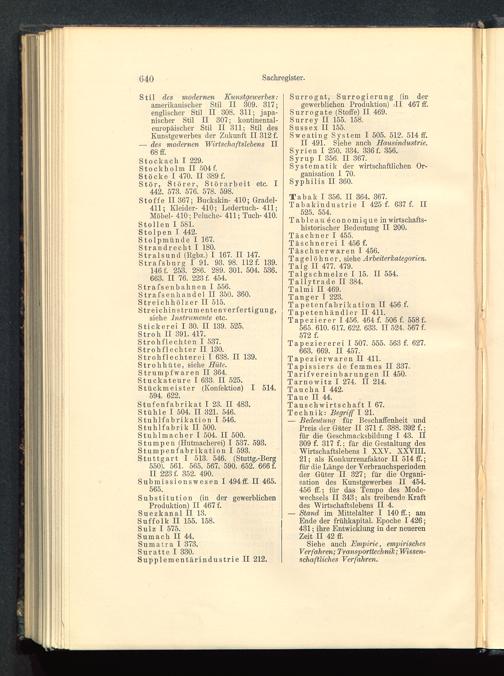 640
Sachregister.
Stil des modernen Kunstgewerbes:
amerikanischer Stil II 309. 317;
englischer Stil II 308. 311; japa-
nischer Stil II 307; kontinental-
europäischer Stil II 311; Stil des
Kunstgewerbes der Zukunft II 312 f.
— des modernen Wirtschaftslebens II
68 ff.
Stockach I 229.
Stockholm II 504 f.
Stöcke I 470. II 389 f.
Stör, Störer, Störarbeit etc. I
442. 573. 576. 578. 598.
Stoffe II 367; Buckskin- 410; Gradel-
411; Kleider- 410; Ledertuch- 411;
Möbel- 410; Peluche- 411; Tuch- 410.
Stollen I 581.
Stolpen I 442.
Stolpmünde I 167.
Strandrecht I 180.
Stralsund (Rgbz.) I 167. II 147.
Straßburg I 91. 93. 98. 112 f. 139.
146 f. 253. 286. 289. 301. 504. 536.
663. II 76. 223 f. 454.
Strafsenbahnen I 556.
Strafsenhandel II 350. 360.
Streichhölzer II 515.
Streichinstrumentenverfertigung,
siehe Instrumente etc.
Stickerei I 30. II 139. 525.
Stroh II 391. 417.
Strohflechten I 537.
Strohflechter II 130.
Strohflechterei I 638. II 139.
Strohhüte, siehe Hüte.
Strumpfwaren II 364.
Stuckateure I 633. II 525.
Stückmeister (Konfektion) I 514.
594. 622.
Stufenfabrikat I 23. II 483.
Stühle I 504. II 321. 546.
Stuhlfabrikation I 546.
Stuhlfabrik II 500.
Stuhlmacher I 504. II 500.
Stumpen (Hutmacherei) I 537. 593.
Stumpenfabrikation I 593.
Stuttgart I 513. 546. (Stuttg.-Berg
550). 561. 565. 567. 590. 652. 666 f.
II 223 f. 352. 490.
Submissionswesen I 494 ff. II 465.
565.
Substitution (in der gewerblichen
Produktion) II 467 f.
Suezkanal II 13.
Suffolk II 155. 158.
Sulz I 575.
Sumach II 44.
Sumatra I 373.
Suratte I 330.
Supplementärindustrie II 212.
Surrogat, Surrogierung (in der
gewerblichen Produktion) II 467 ff.
Surrogate (Stoffe) II 469.
Surrey II 155. 158.
Sussex II 155.
Sweating System I 505. 512. 514 ff.
II 491. Siehe auch Hausindustrie.
Syrien I 250. 334. 336 f. 356.
Syrup I 356. II 367.
Systematik der wirtschaftlichen Or-
ganisation I 70.
Syphilis II 360.
Tabak I 356. II 364. 367.
Tabakindustrie I 425 f. 637 f. II
525. 554.
Tableau économique in wirtschafts-
historischer Bedeutung II 200.
Täschner I 455.
Täschnerei I 456 f.
Täschnerwaren I 456.
Tagelöhner, siehe Arbeiterkategorien.
Talg II 477. 479.
Talgschmelze I 15. II 554.
Tallytrade II 384.
Talmi II 469.
Tanger I 223.
Tapetenfabrikation II 456 f.
Tapetenhändler II 411.
Tapezierer I 456. 464 f. 506 f. 558 f.
565. 610. 617. 622. 633. II 524. 567 f.
572 f.
Tapeziererei I 507. 555. 563 f. 627.
663. 669. II 457.
Tapezierwaren II 411.
Tapissiers de femmes II 337.
Tarifvereinbarungen II 450.
Tarnowitz I 274. II 214.
Taucha I 442.
Taue II 44.
Tauschwirtschaft I 67.
Technik: Begriff I 21.
— Bedeutung für Beschaffenheit und
Preis der Güter II 371 f. 388. 392 f.;
für die Geschmacksbildung I 43. II
309 f. 317 f.; für die Gestaltung des
Wirtschaftslebens I XXV. XXVIII.
21; als Konkurrenzfaktor II 514 ff.;
für die Länge der Verbrauchsperioden
der Güter II 327; für die Organi-
sation des Kunstgewerbes II 454.
456 ff.; für das Tempo des Mode-
wechsels II 343; als treibende Kraft
des Wirtschaftslebens II 4.
— Stand im Mittelalter I 140 ff.; am
Ende der frühkapital. Epoche I 426;
431; ihre Entwicklung in der neueren
Zeit II 42 ff.
Siehe auch Empirie, empirisches
Verfahren; Transporttechnik; Wissen-
schaftliches Verfahren.